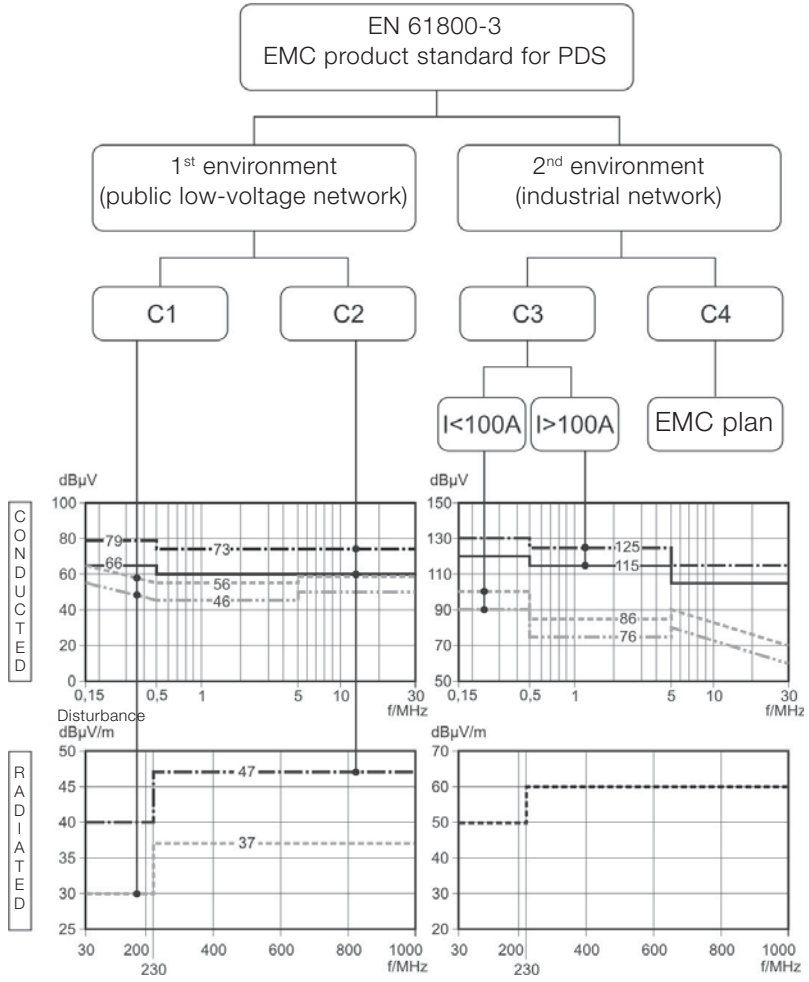 EN 61800-3
EMC product standard for PDS
1st environment
(public low-voltage network)
2nd environment
(industrial network)
C1
C2
C3
C4
I<100A
I>100A
EMC plan
CONDUCTED
dBµV
100
80
60
40
20
0
79
73
66
56
46
0,15
0,5
1
5
10
30
f/MHz
dBµV
150
130
110
90
70
50
125
115
86
76
0,15
0,5
1
5
10
30
f/MHz
Disturbance
RADIATED
dBµV/m
50
45
40
35
30
25
47
37
30
200
230
400
600
800
1000
f/MHz
dBµV/m
70
60
50
40
30
20
30
200
230
400
600
800
1000
f/MHz